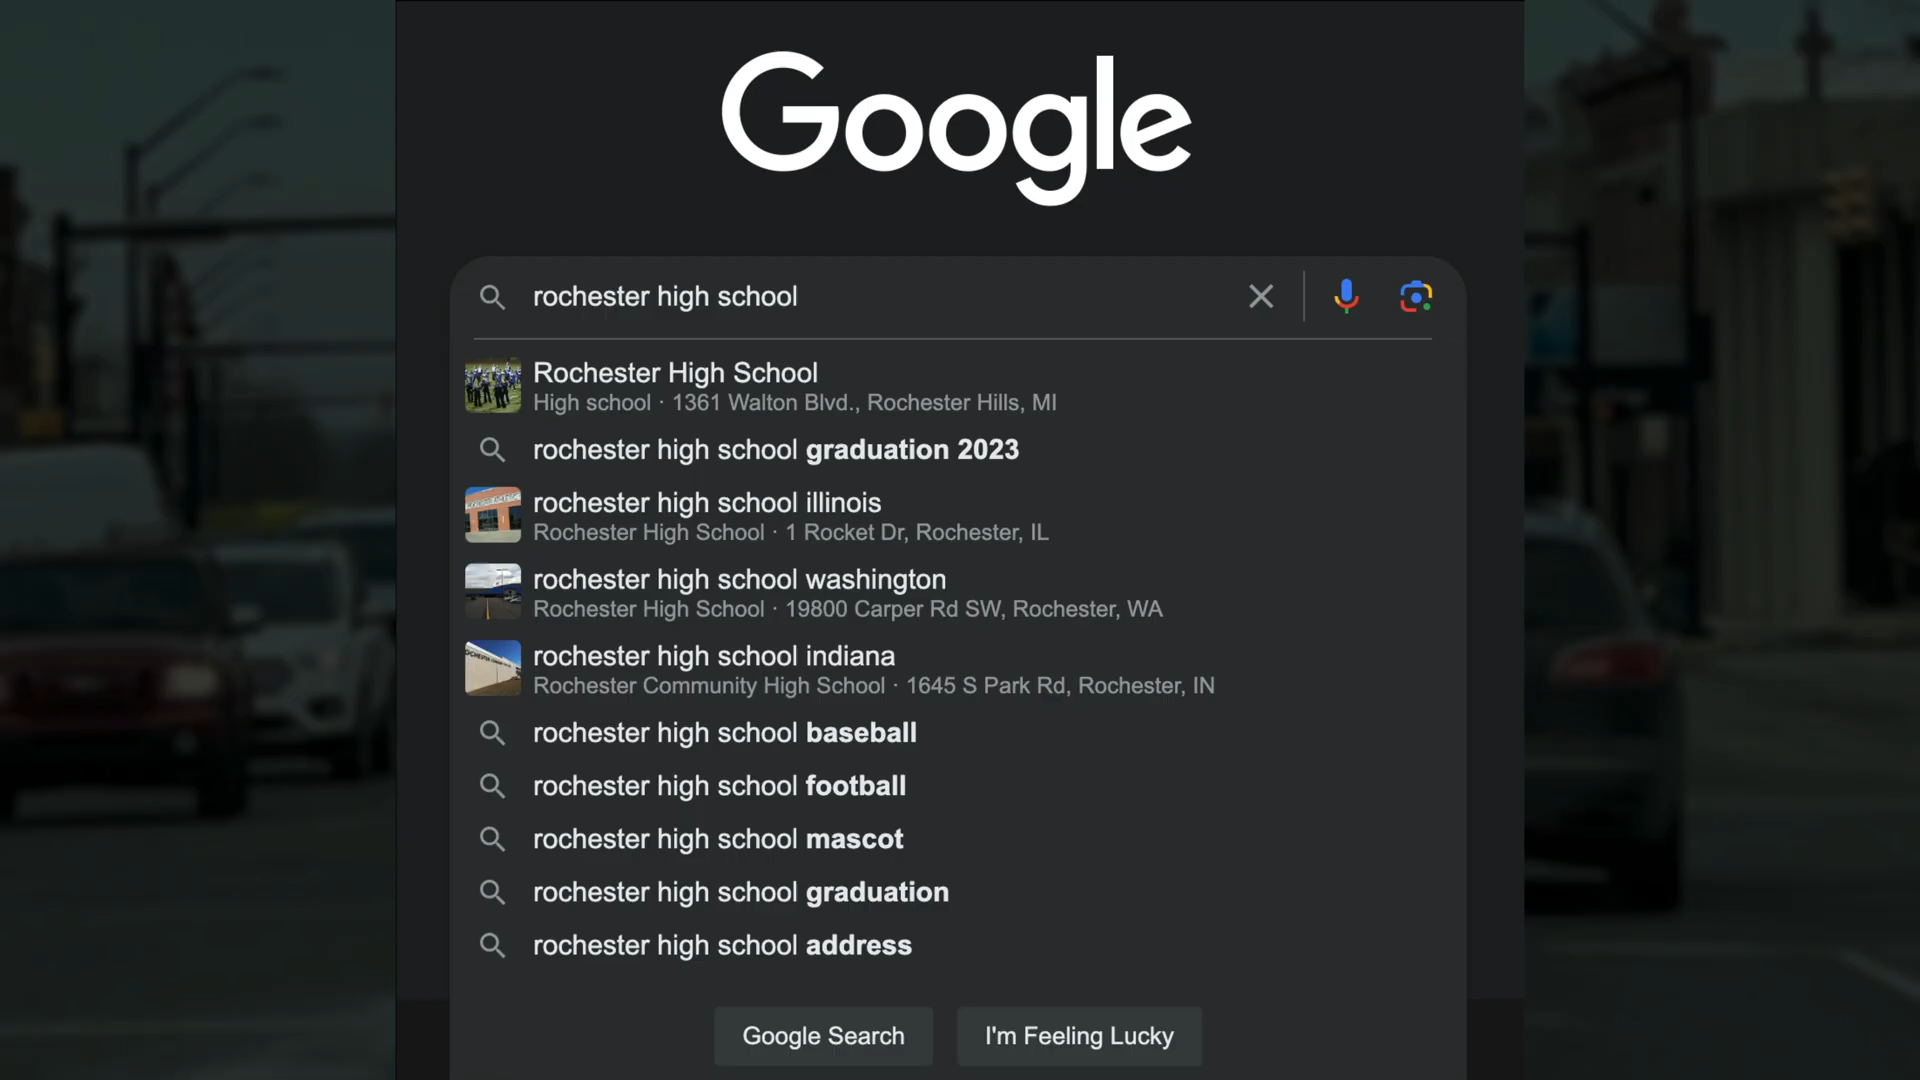 Google
rochester high school
Rochester High School
High school · 1361 Walton Blvd., Rochester Hills, MI
rochester high school graduation 2023
rochester high school illinois
Rochester High School · 1 Rocket Dr, Rochester, IL
rochester high school washington
Rochester High School · 19800 Carper Rd SW, Rochester, WA
rochester high school indiana
Rochester Community High School · 1645 S Park Rd, Rochester, IN
rochester high school baseball
rochester high school football
rochester high school mascot
rochester high school graduation
rochester high school address
Google Search
I'm Feeling Lucky